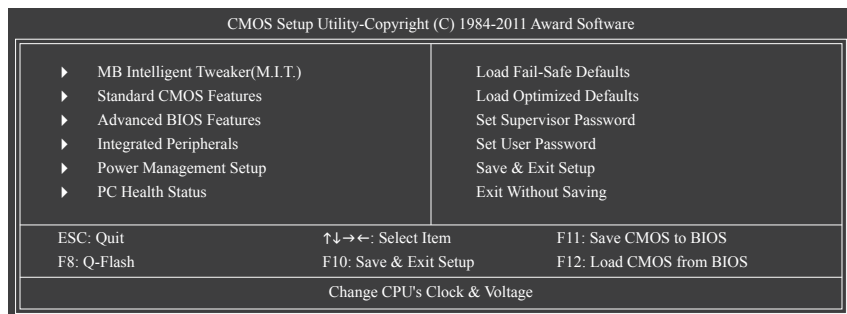 CMOS Setup Utility-Copyright (C) 1984-2011 Award Software
MB Intelligent Tweaker(M.I.T.)
Standard CMOS Features
Advanced BIOS Features
Integrated Peripherals
Power Management Setup
PC Health Status
Load Fail-Safe Defaults
Load Optimized Defaults
Set Supervisor Password
Set User Password
Save & Exit Setup
Exit Without Saving
ESC: Quit ↑↓→←: Select Item F11: Save CMOS to BIOS
F8: Q-Flash F10: Save & Exit Setup F12: Load CMOS from BIOS
Change CPU's Clock & Voltage